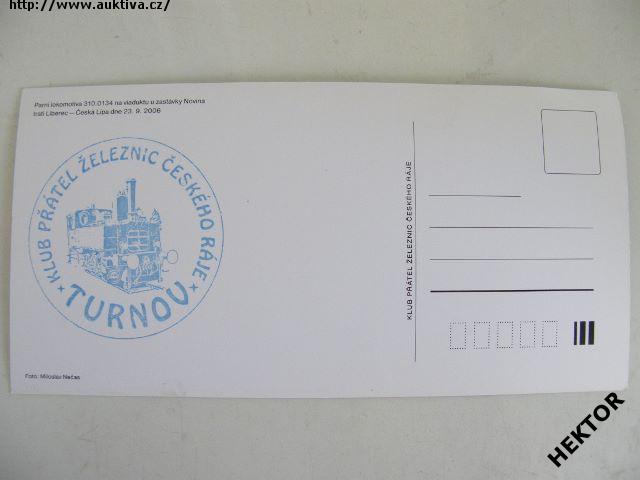 http://www.auktiva.cz/
Parní lokomotiva 310.0134 na viaduktu u zastávky Novina
trati Liberec – Česká Lípa dne 23. 9. 2006
KLUB PŘÁTEL ŽELEZNIC ČESKÉHO RÁJE
* TURNOV *
KLUB PŘÁTEL ŽELEZNIC ČESKÉHO RÁJE
Foto: Miloslav Nečas
HEKTOR